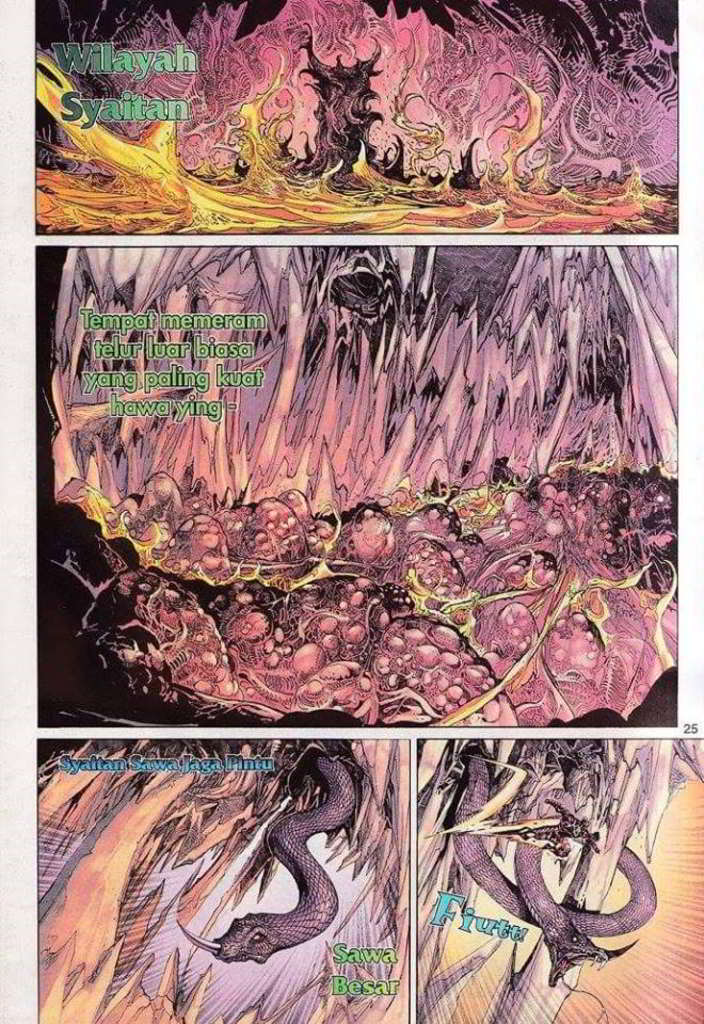 Wilayah
Syaitan
Tempat memeram
telur luar biasa
yang paling kuat
hawa ying -
25
Syaitan Sawa Jaga Pintu
Sawa
Besar
Fiutt!